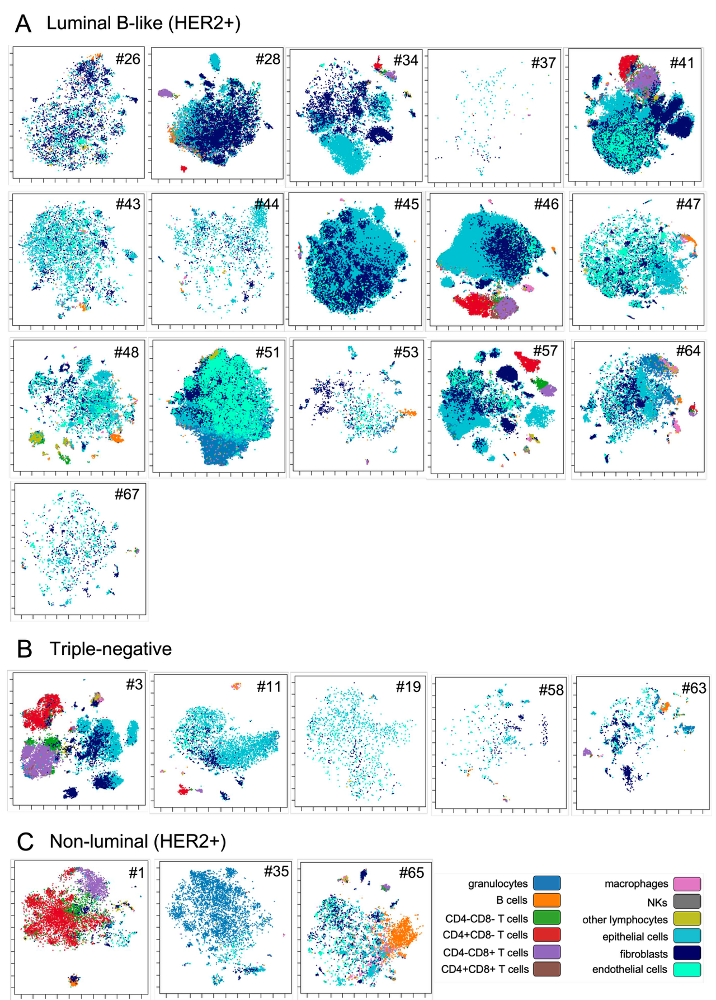 A Luminal B-like (HER2+)
#26 #28 #34 #37 #41
#43 #44 #45 #46 #47
#48 #51 #53 #57 #64
#67
B Triple-negative
#3 #11 #19 #58 #63
C Non-luminal (HER2+)
#1 #35 #65
granulocytes
B cells
CD4-CD8- T cells
CD4+CD8- T cells
CD4-CD8+ T cells
CD4+CD8+ T cells
macrophages
NKs
other lymphocytes
epithelial cells
fibroblasts
endothelial cells